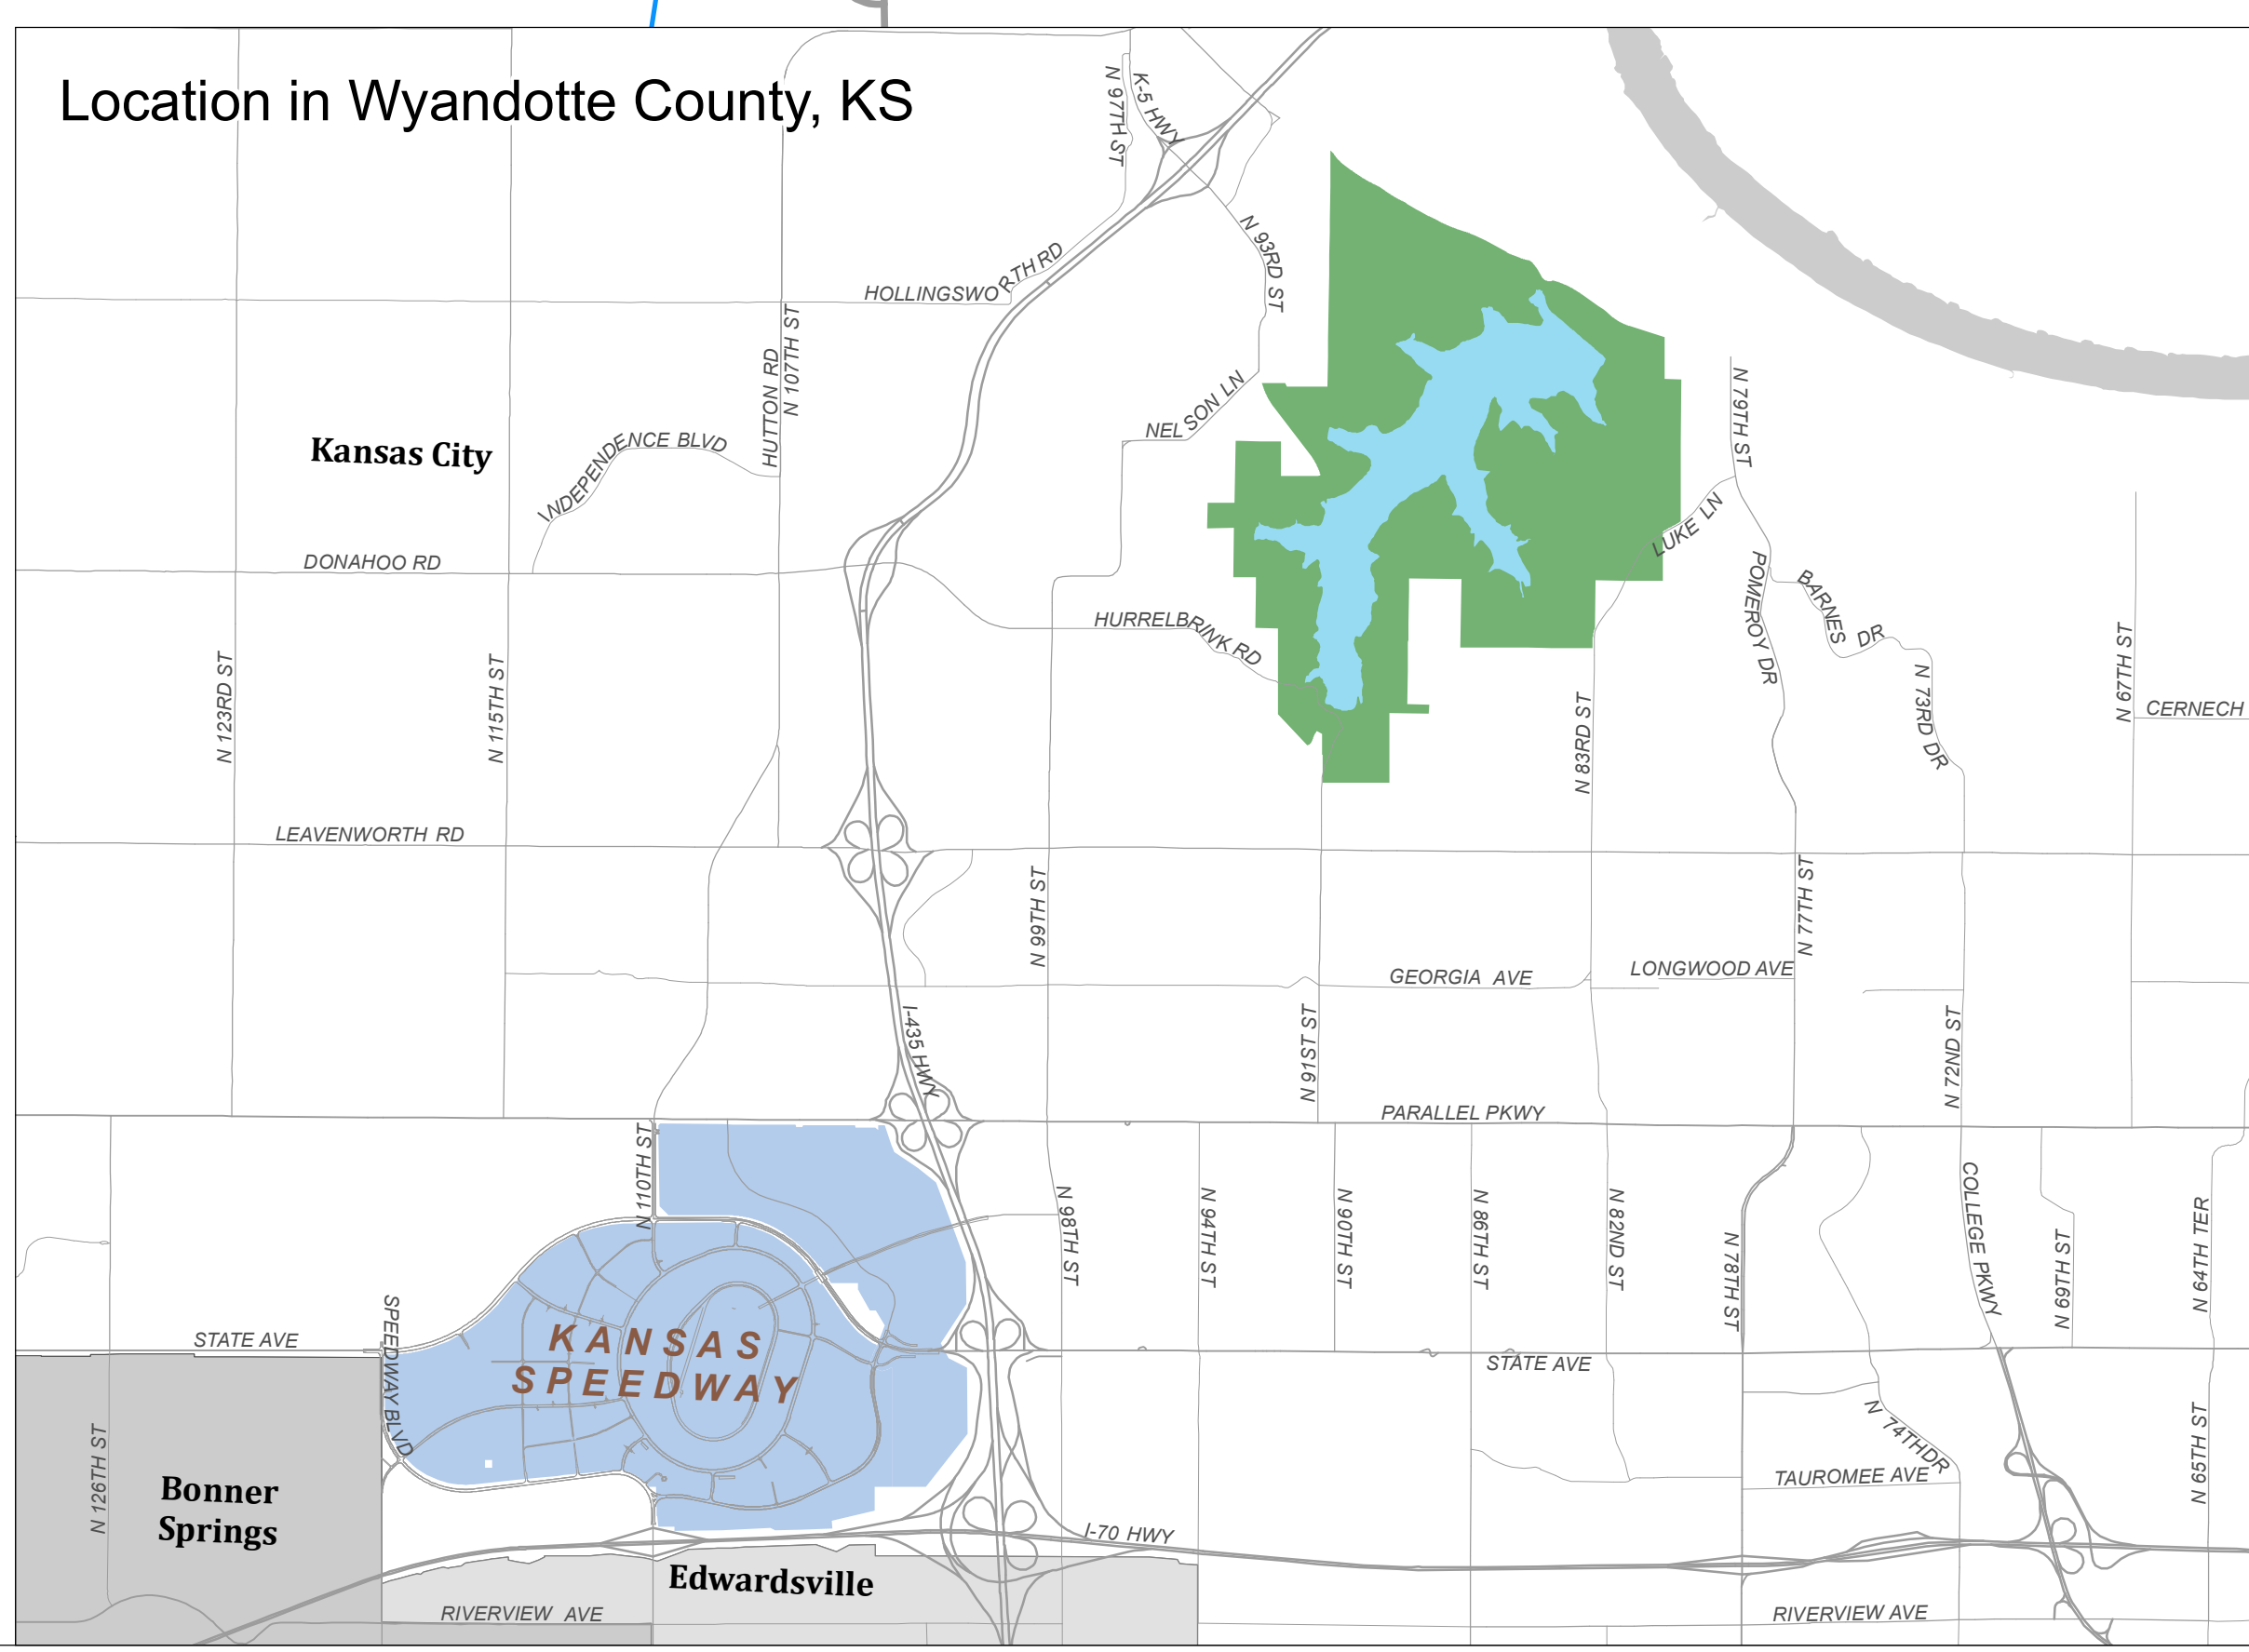 Location in Wyandotte County, KS
N 97TH ST
K-5 HWY
N 93RD ST
HOLLINGSWORTH RD
HUTTON RD
N 107TH ST
NELSON LN
N 79TH ST
Kansas City
INDEPENDENCE BLVD
LUKE LN
DONAHOO RD
POMEROY DR
BARNES DR
HURRELBRINK RD
N 123RD ST
N 115TH ST
N 83RD ST
N 73RD DR
N 67TH ST
CERNECH
LEAVENWORTH RD
N 99TH ST
N 77TH ST
GEORGIA AVE
LONGWOOD AVE
I-435 HWY
N 91ST ST
N 72ND ST
PARALLEL PKWY
N 110TH ST
N 98TH ST
N 94TH ST
N 90TH ST
N 86TH ST
N 82ND ST
N 78TH ST
COLLEGE PKWY
N 69TH ST
N 64TH TER
STATE AVE
SPEEDWAY BLVD
KANSAS
SPEEDWAY
STATE AVE
N 126TH ST
N 74THDR
N 65TH ST
TAUROMEE AVE
Bonner
Springs
I-70 HWY
Edwardsville
RIVERVIEW AVE
RIVERVIEW AVE